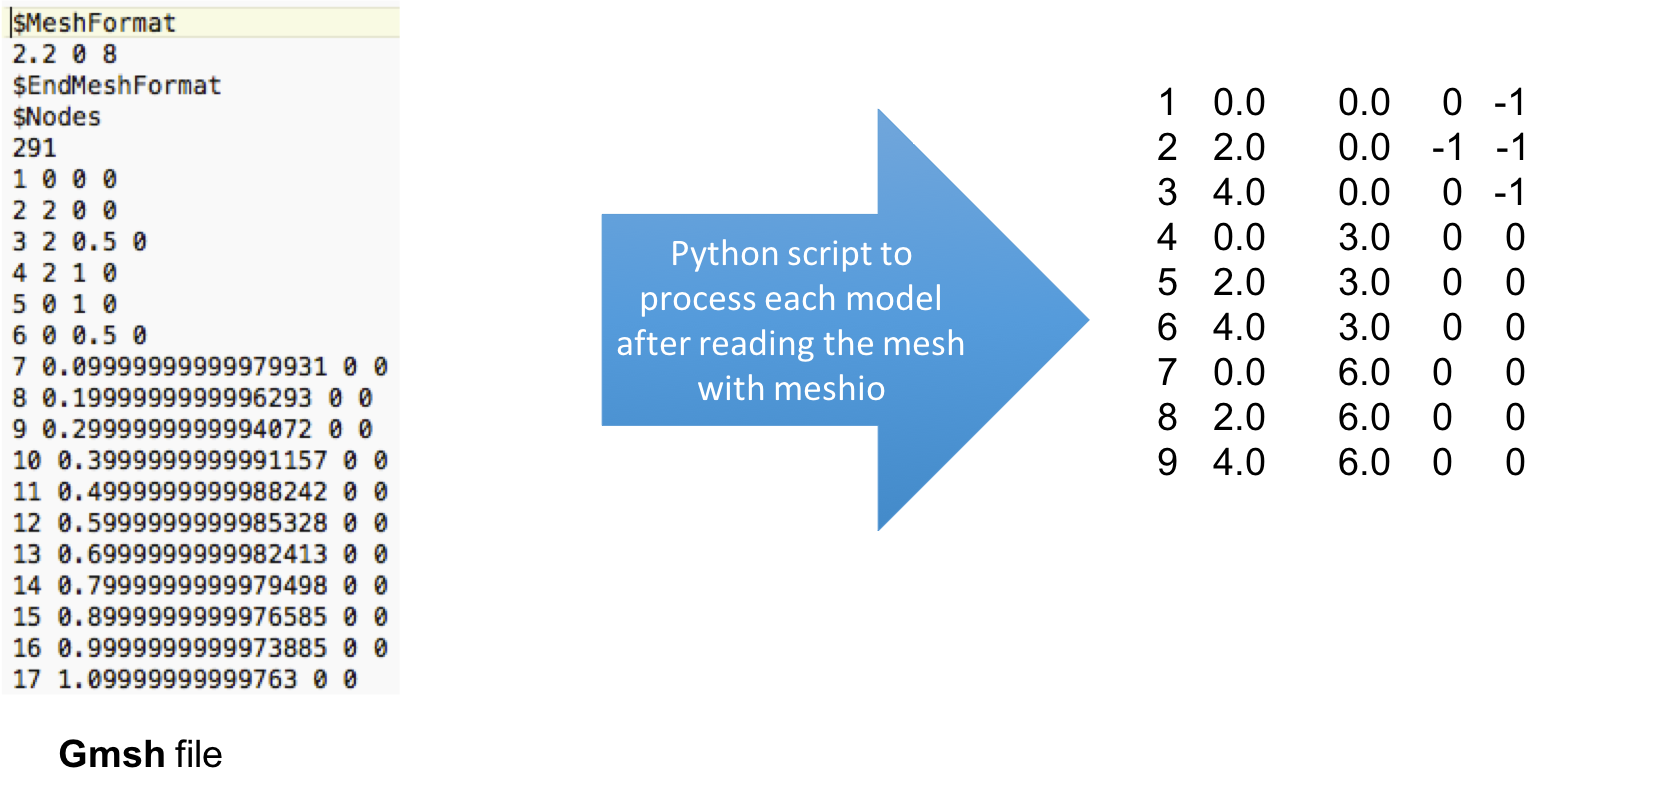 $MeshFormat
2.2 0 8
$EndMeshFormat
$Nodes
291
1 0 0 0
2 2 0 0
3 2 0.5 0
4 2 1 0
5 0 1 0
6 0 0.5 0
7 0.09999999999979931 0 0
8 0.1999999999996293 0 0
9 0.2999999999994072 0 0
10 0.3999999999991157 0 0
11 0.4999999999988242 0 0
12 0.5999999999985328 0 0
13 0.6999999999982413 0 0
14 0.7999999999979498 0 0
15 0.8999999999976585 0 0
16 0.9999999999973885 0 0
17 1.099999999999763 0 0
Gmsh file
Python script to
process each model
after reading the mesh
with meshio
1 0.0 0.0 0 -1
2 2.0 0.0 -1 -1
3 4.0 0.0 0 -1
4 0.0 3.0 0 0
5 2.0 3.0 0 0
6 4.0 3.0 0 0
7 0.0 6.0 0 0
8 2.0 6.0 0 0
9 4.0 6.0 0 0